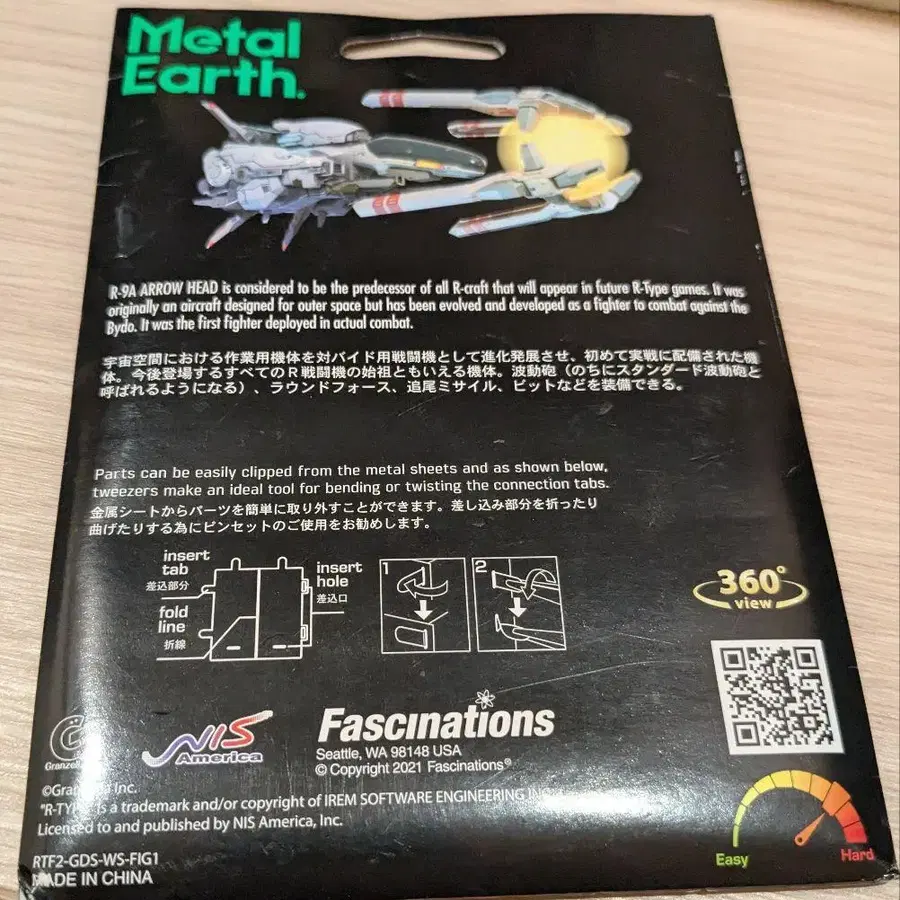 Metal
Earth®
R-9A ARROW HEAD is considered to be the predecessor of all R-craft that will appear in future R-Type games. It was
originally an aircraft designed for outer space but has been evolved and developed as a fighter to combat against the
Bydo. It was the first fighter deployed in actual combat.
宇宙空間における作業用機体を対バイド用戦闘機として進化発展させ、初めて実戦に配備された機
体。今後登場するすべてのR戦闘機の始祖ともいえる機体。波動砲（のちにスタンダード波動砲と
呼ばれるようになる）、ラウンドフォース、追尾ミサイル、ビットなどを装備できる。
Parts can be easily clipped from the metal sheets and as shown below,
tweezers make an ideal tool for bending or twisting the connection tabs.
金属シートからパーツを簡単に取り外すことができます。差し込み部分を折ったり
曲げたりする為にピンセットのご使用をお勧めします。
insert
tab
差込部分
fold
line
折線
insert
hole
差込口
1
2
360°
view
NIS
America
Fascinations
Seattle, WA 98148 USA
© Copyright 2021 Fascinations®
Inc.
is a trademark and/or copyright of IREM SOFTWARE ENGINEERING
Licensed to and published by NIS America, Inc.
RTF2-GDS-WS-FIG1
MADE IN CHINA
Easy
Hard